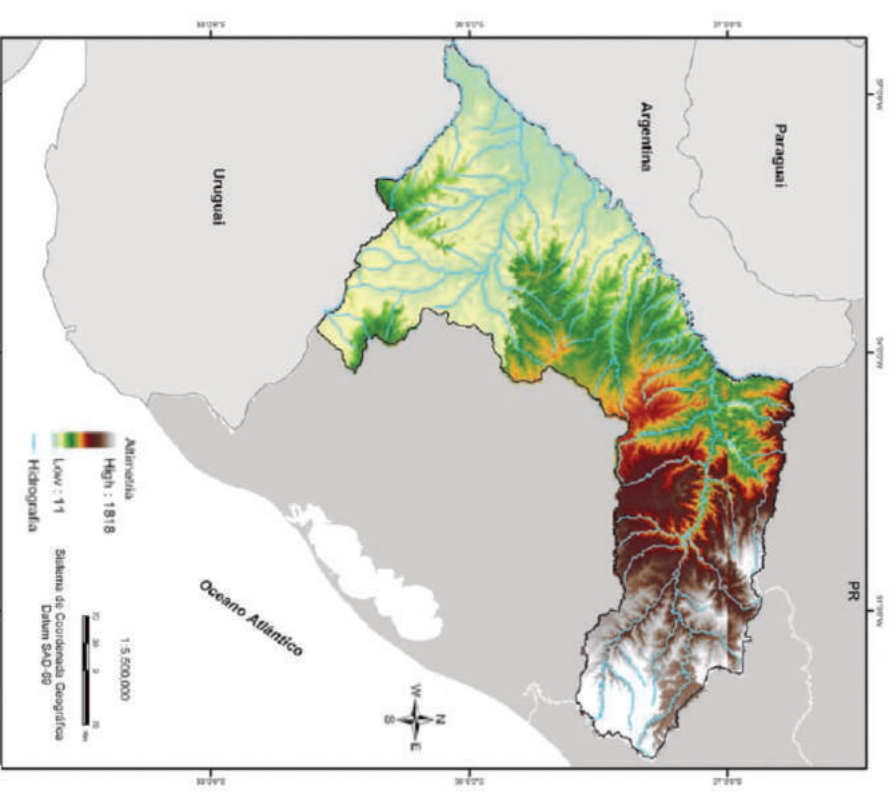 Paraguai
Argentina
Uruguai
PR
Oceano Atlântico
N
W
E
S
Altimetria
High : 1818
Low : 11
Hidrografia
1:5.500.000
Sistema de Coordenada Geográfica
Datum SAD-69